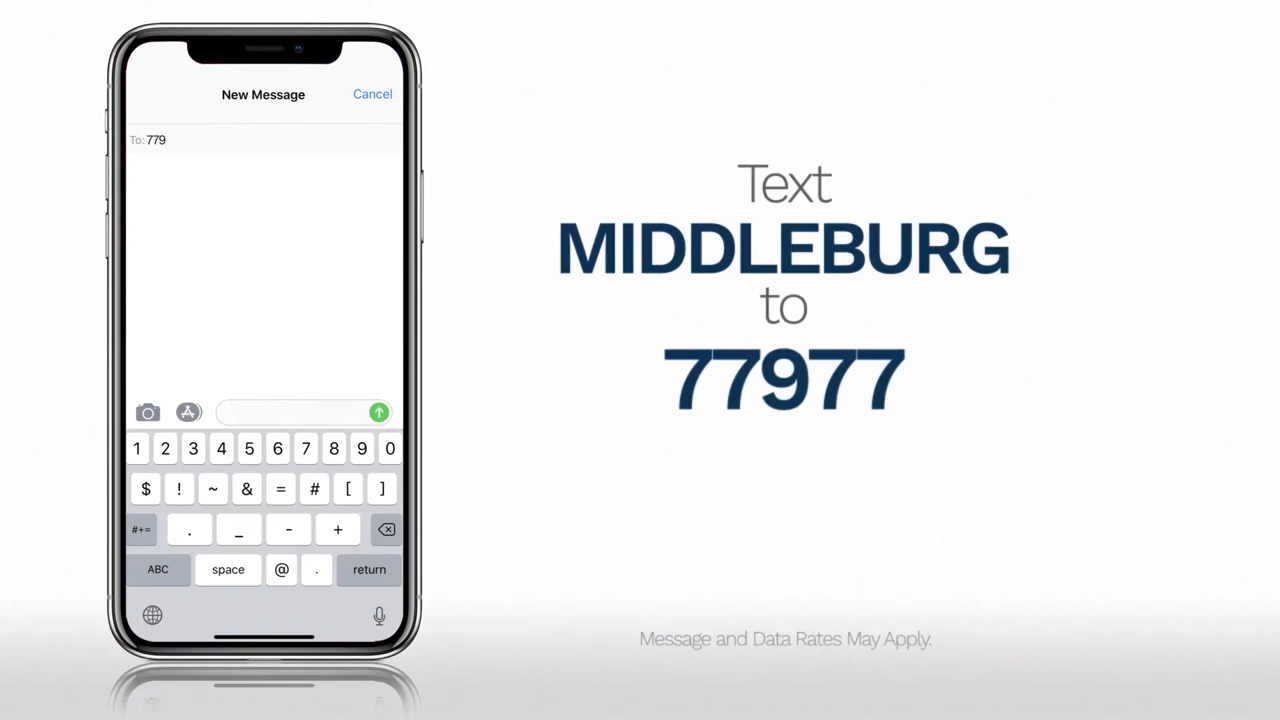 New Message
Cancel
To: 779
1 2 3 4 5 6 7 8 9 0
$ ! ~ & = # [ ]
#+= . _ - +
ABC space @ . return
Text
MIDDLEBURG
to
77977
Message and Data Rates May Apply.